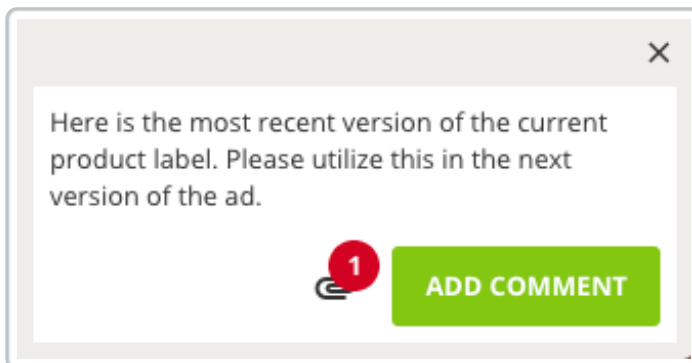 Here is the most recent version of the current
product label. Please utilize this in the next
version of the ad.
1
ADD COMMENT